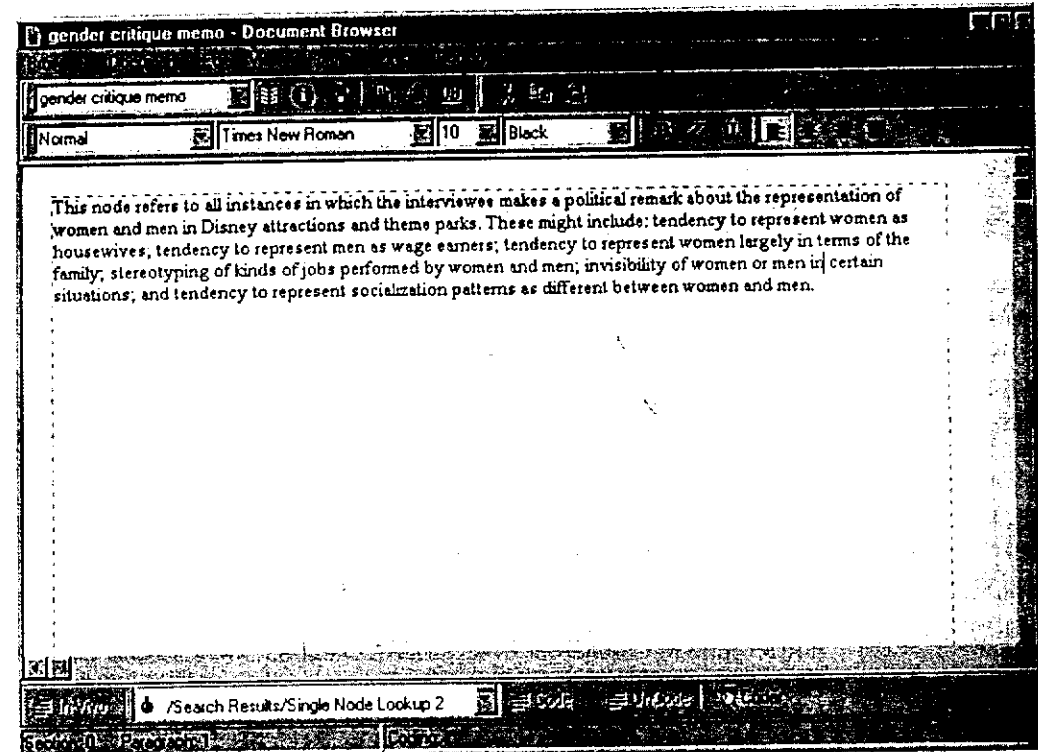 gender critique memo - Document Browser
gender critique memo
Normal Times New Roman 10 Black
This node refers to all instances in which the interviewee makes a political remark about the representation of
women and men in Disney attractions and theme parks. These might include: tendency to represent women as
housewives; tendency to represent men as wage earners; tendency to represent women largely in terms of the
family; stereotyping of kinds of jobs performed by women and men; invisibility of women or men in certain
situations; and tendency to represent socialization patterns as different between women and men.
In Vivo /Search Results/Single Node Lookup 2 Code UnCode
Section: 0 Paragraph: 1 Coding: